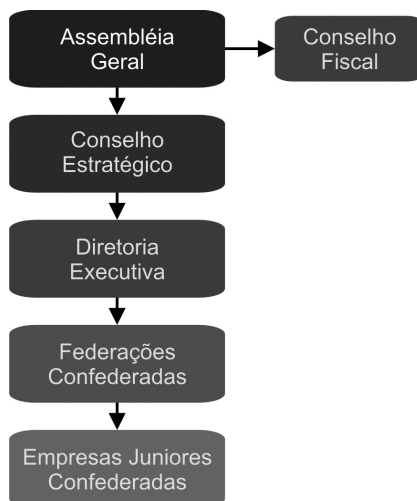 Assembléia
Geral
Conselho
Fiscal
Conselho
Estratégico
Diretoria
Executiva
Federações
Confederadas
Empresas Juniores
Confederadas